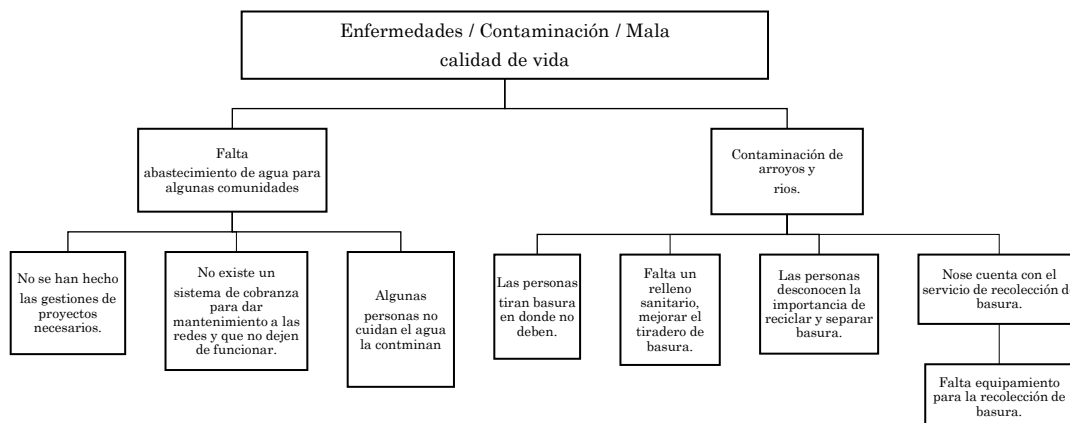 Enfermedades / Contaminación / Mala
calidad de vida
Falta
abastecimiento de agua para
algunas comunidades
Contaminación de
arroyos y
rios.
No se han hecho
las gestiones de
proyectos
necesarios.
No existe un
sistema de cobranza
para dar
mantenimiento a las
redes y que no dejen
de funcionar.
Algunas
personas no
cuidan el agua
la contminan
Las personas
tiran basura
en donde no
deben.
Falta un
relleno
sanitario,
mejorar el
tiradero de
basura.
Las personas
desconocen la
importancia de
reciclar y separar
basura.
Nose cuenta con el
servicio de recolección de
basura.
Falta equipamiento
para la recolección de
basura.